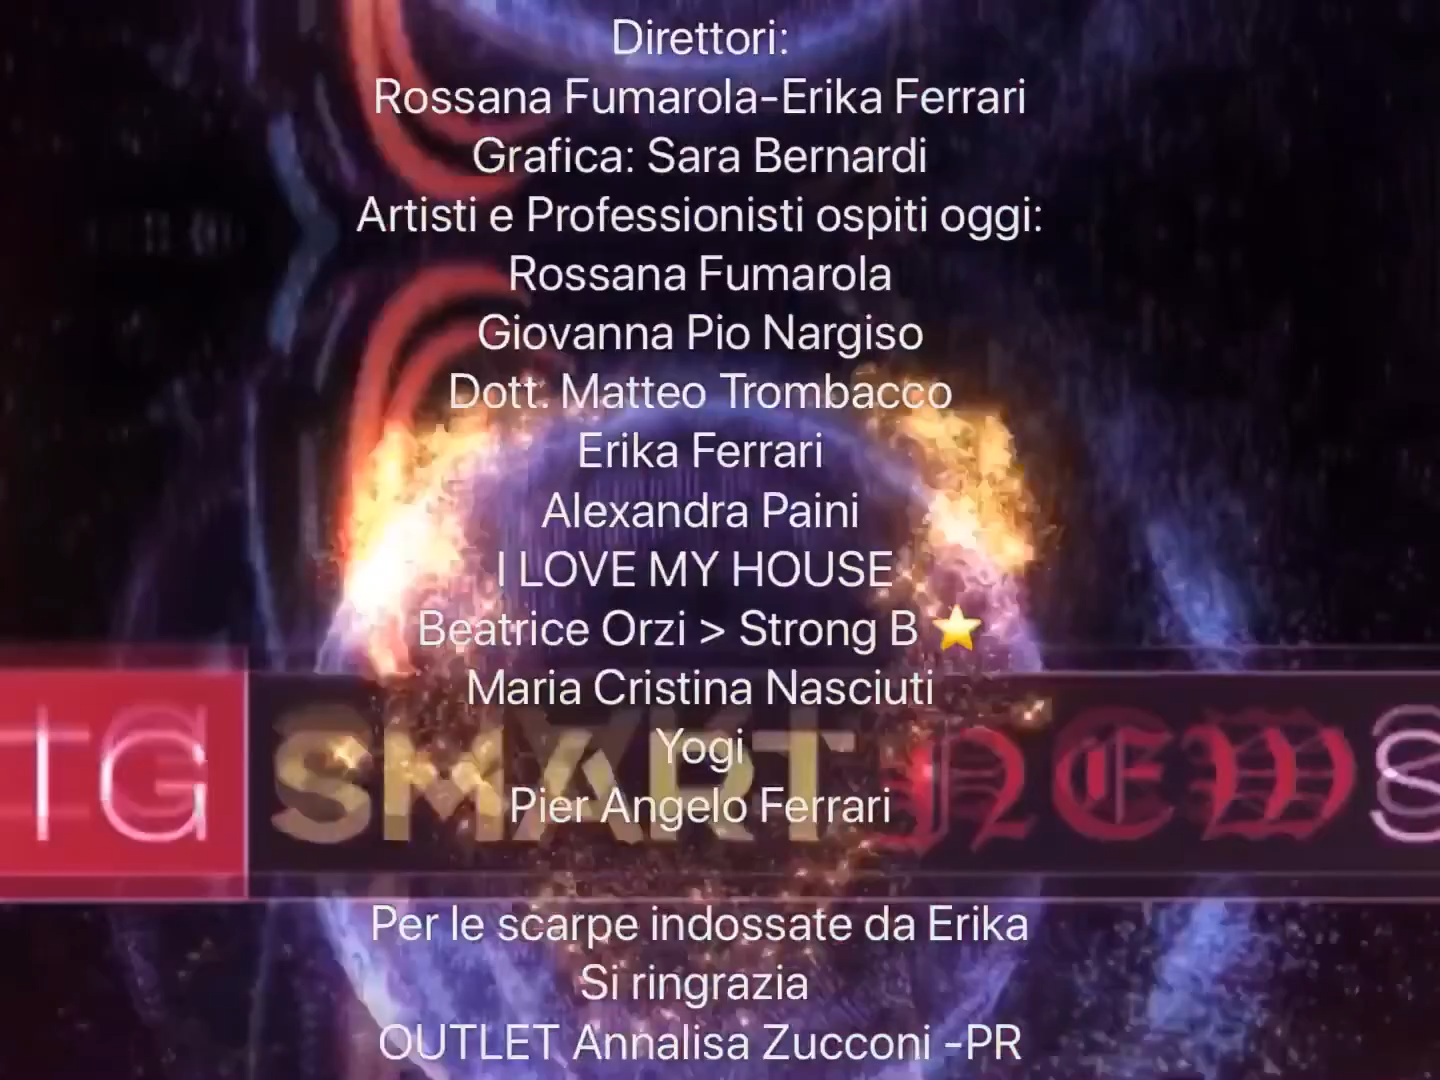 Direttori:
Rossana Fumarola-Erika Ferrari
Grafica: Sara Bernardi
Artisti e Professionisti ospiti oggi:
Rossana Fumarola
Giovanna Pio Nargiso
Dott. Matteo Trombacco
Erika Ferrari
Alexandra Paini
I LOVE MY HOUSE
Beatrice Orzi > Strong B ⭐
Maria Cristina Nasciuti
Yogi
TG SMART NEWS
Pier Angelo Ferrari
Per le scarpe indossate da Erika
Si ringrazia
OUTLET Annalisa Zucconi -PR